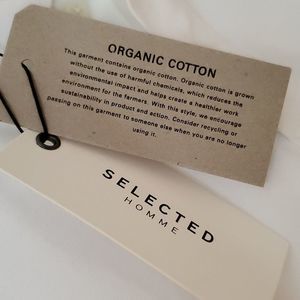 ORGANIC COTTON
This garment contains organic cotton. Organic cotton is grown
without the use of harmful chemicals, which reduces the
environmental impact and helps create a healthier work
environment for the farmers. With this style, we encourage
sustainability in product and action. Consider recycling or
passing on this garment to someone else when you are no longer
using it.
SELECTED
HOMME